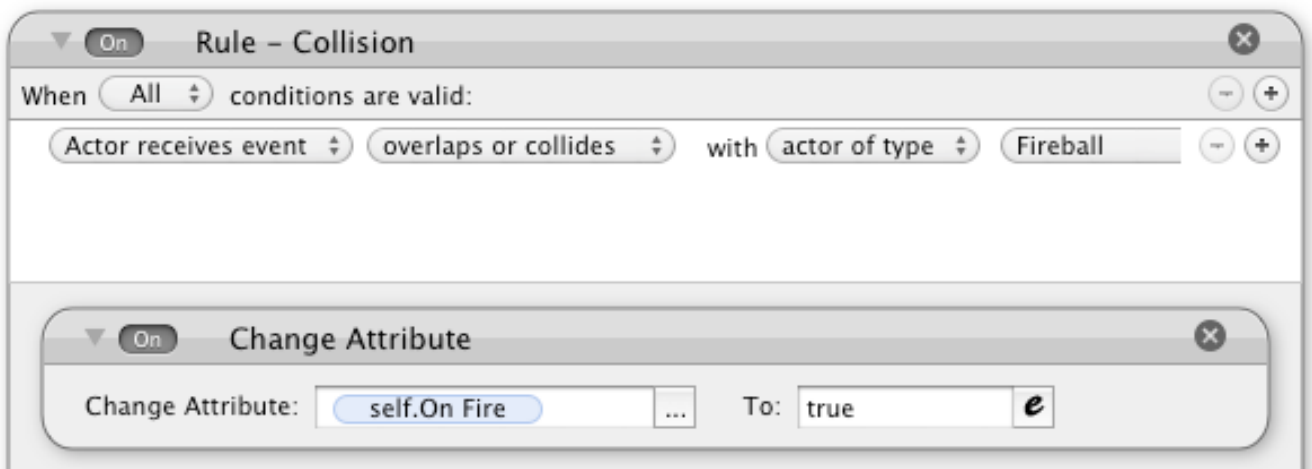 On Rule – Collision
When All conditions are valid:
Actor receives event overlaps or collides with actor of type Fireball
On Change Attribute
Change Attribute: self.On Fire ... To: true e